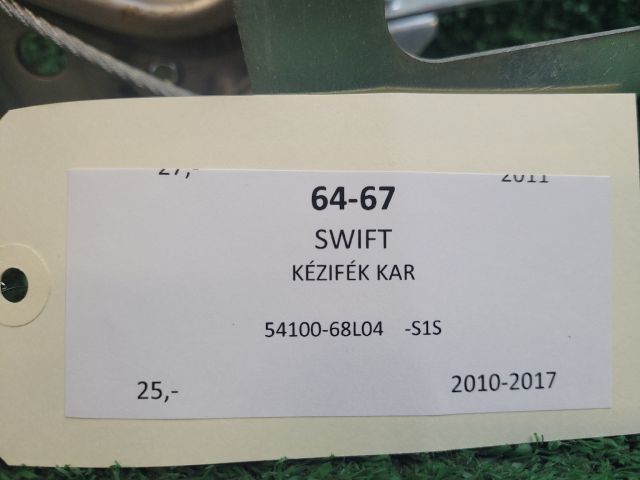 27,- 2011
64-67
SWIFT
KÉZIFÉK KAR
54100-68L04 -S1S
25,- 2010-2017